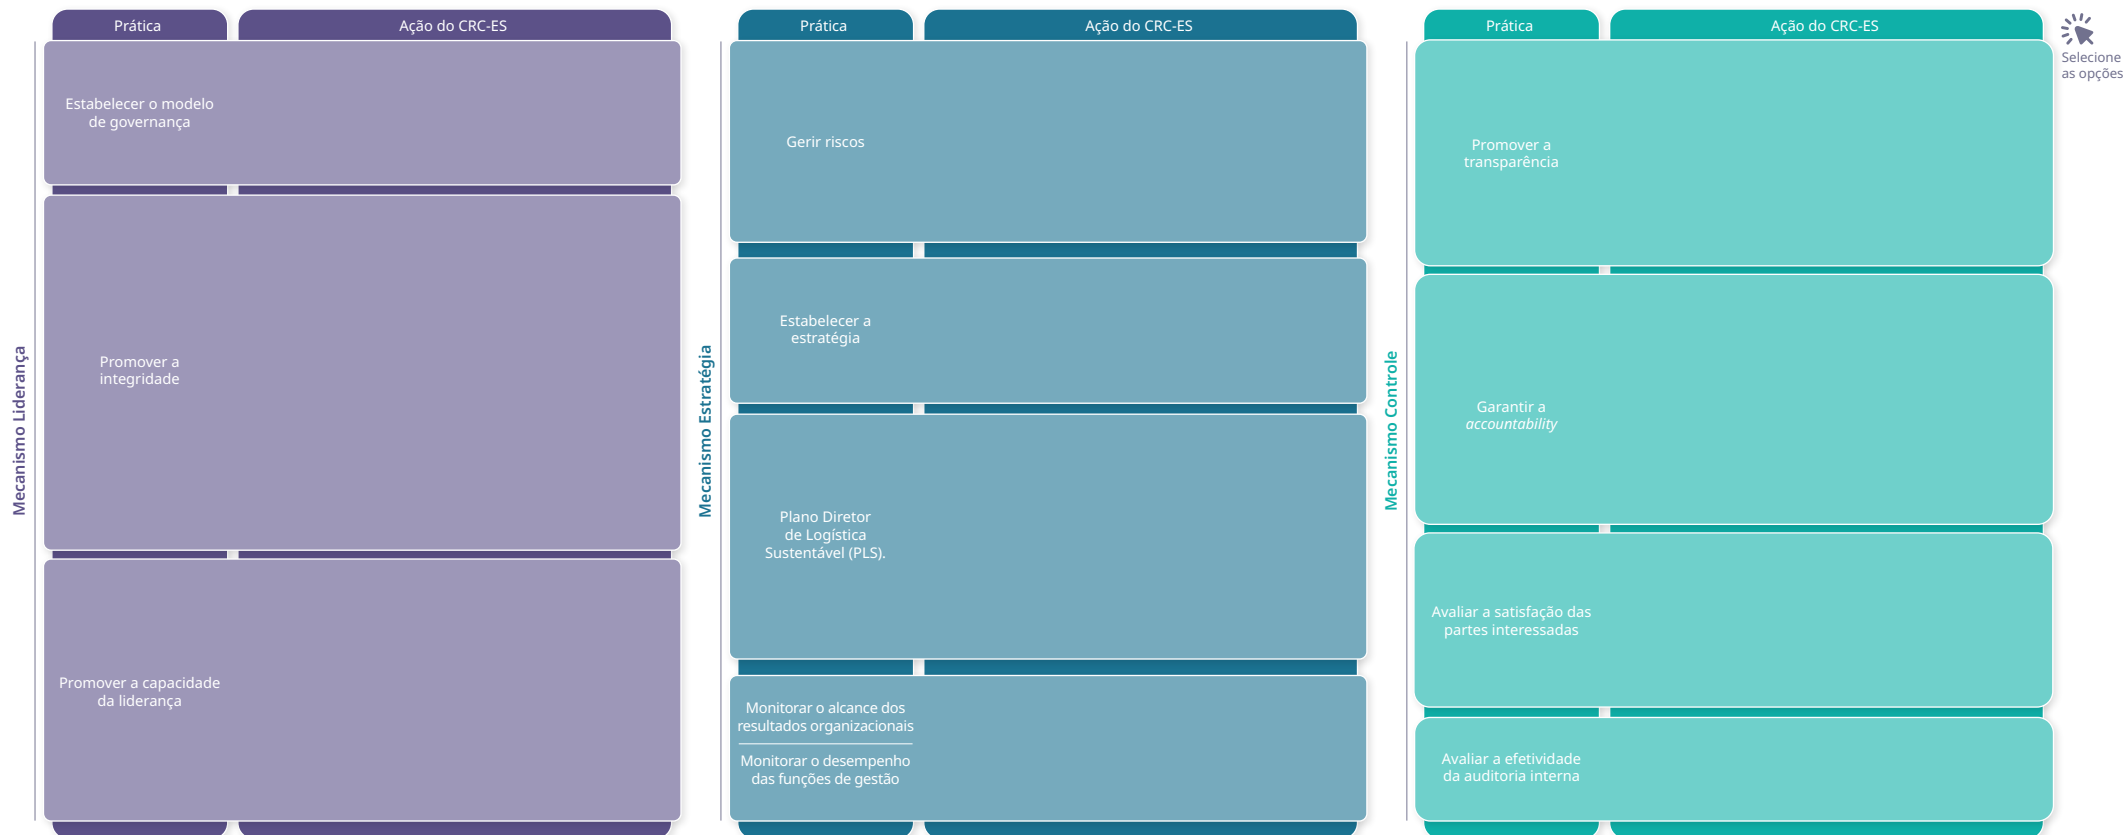 Prática
Ação do CRC-ES
Mecanismo Liderança
Estabelecer o modelo
de governança
Promover a
integridade
Promover a capacidade
da liderança
Prática
Ação do CRC-ES
Mecanismo Estratégia
Gerir riscos
Estabelecer a
estratégia
Plano Diretor
de Logística
Sustentável (PLS).
Monitorar o alcance dos
resultados organizacionais
Monitorar o desempenho
das funções de gestão
Prática
Ação do CRC-ES
Mecanismo Controle
Promover a
transparência
Garantir a
accountability
Avaliar a satisfação das
partes interessadas
Avaliar a efetividade
da auditoria interna
Selecione
as opções